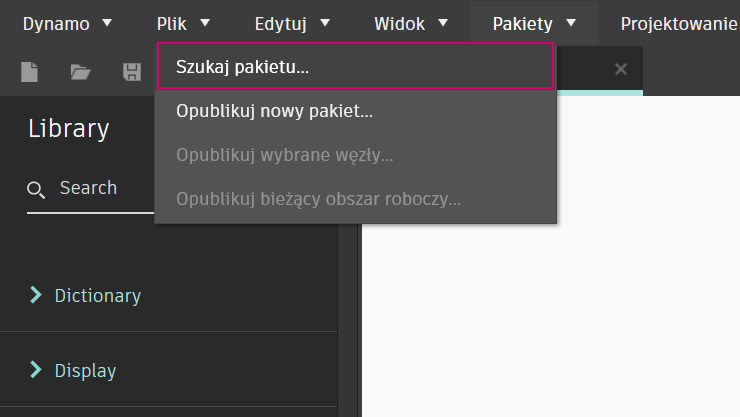 Dynamo Plik Edytuj Widok Pakiety Projektowanie
Szukaj pakietu...
Opublikuj nowy pakiet...
Opublikuj wybrane węzły...
Opublikuj bieżący obszar roboczy...
Library
Search
Dictionary
Display